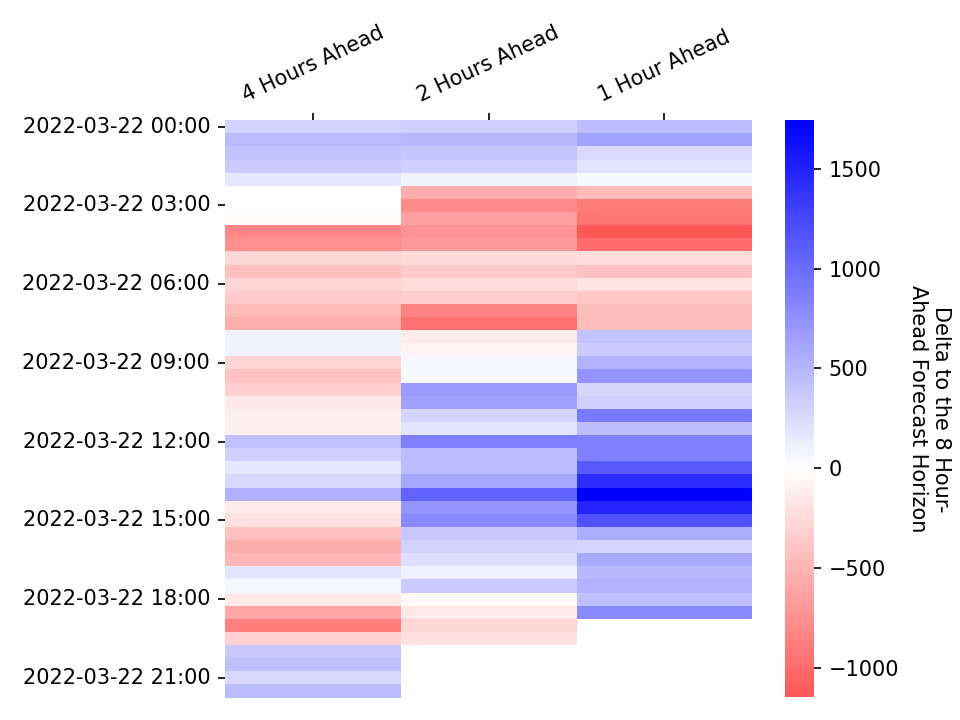 4 Hours Ahead
2 Hours Ahead
1 Hour Ahead
2022-03-22 00:00
2022-03-22 03:00
2022-03-22 06:00
2022-03-22 09:00
2022-03-22 12:00
2022-03-22 15:00
2022-03-22 18:00
2022-03-22 21:00
1500
1000
500
0
−500
−1000
Delta to the 8 Hour-
Ahead Forecast Horizon